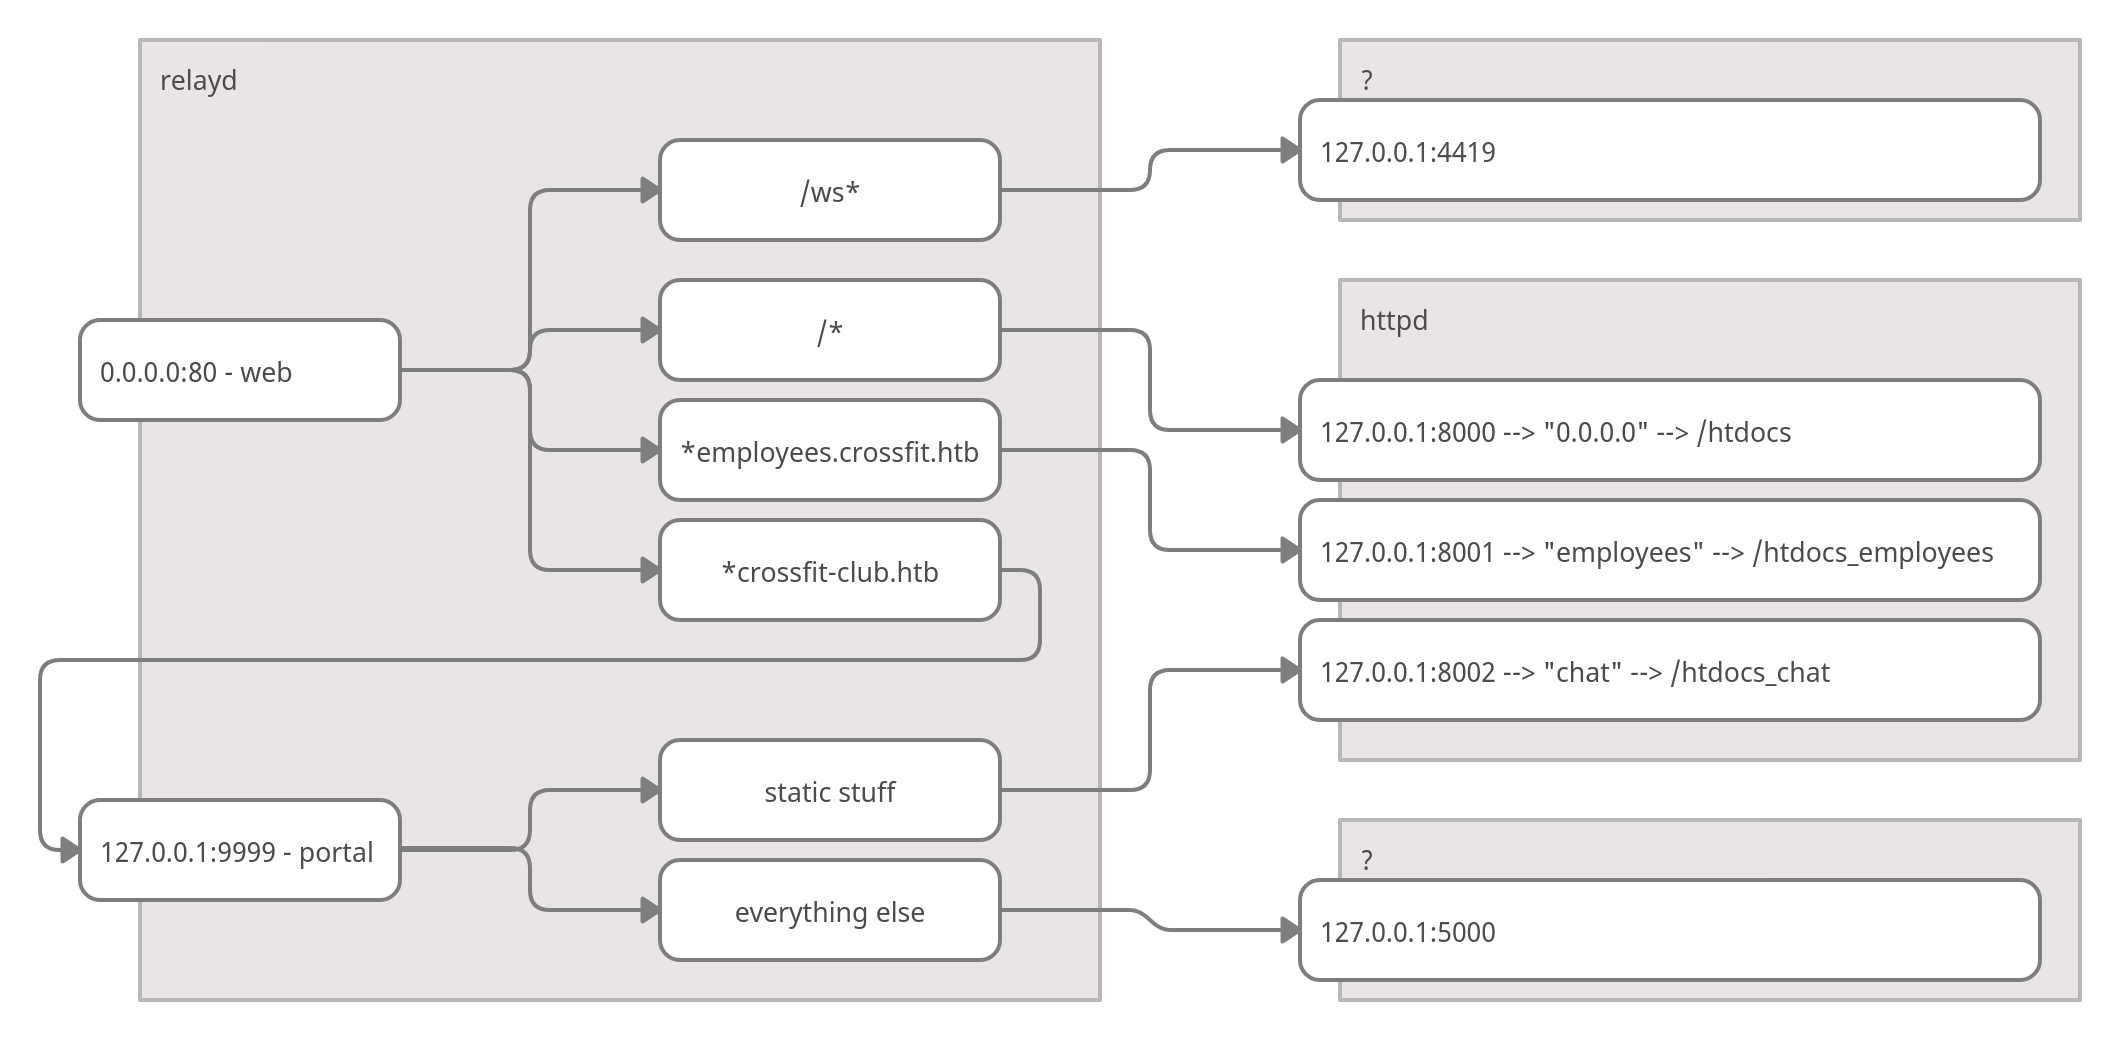 relayd
0.0.0.0:80 - web
/ws*
/*
*employees.crossfit.htb
*crossfit-club.htb
127.0.0.1:9999 - portal
static stuff
everything else
?
127.0.0.1:4419
httpd
127.0.0.1:8000 --> "0.0.0.0" --> /htdocs
127.0.0.1:8001 --> "employees" --> /htdocs_employees
127.0.0.1:8002 --> "chat" --> /htdocs_chat
?
127.0.0.1:5000